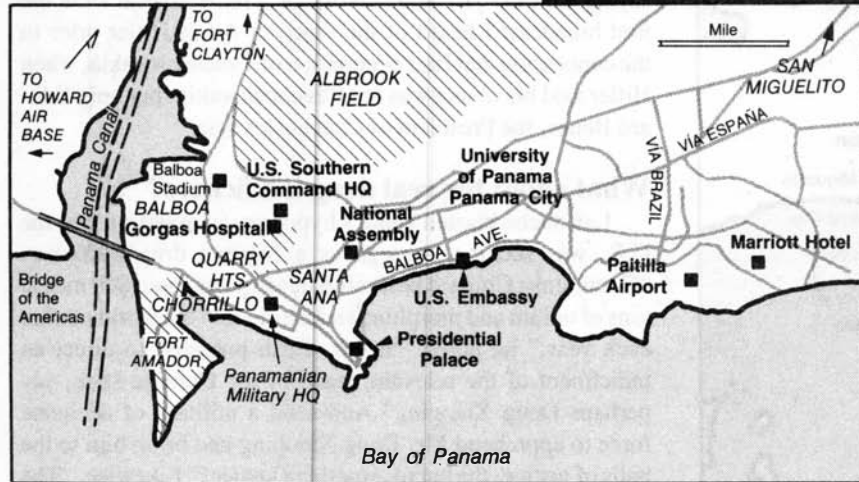 TO
FORT
CLAYTON
TO
HOWARD
AIR
BASE
Panama Canal
ALBROOK
FIELD
Mile
SAN
MIGUELITO
VÍA ESPAÑA
VÍA BRAZIL
Balboa
Stadium
BALBOA
U.S. Southern
Command HQ
Gorgas Hospital
University
of Panama
Panama City
National
Assembly
BALBOA AVE.
Marriott Hotel
Paitilla
Airport
QUARRY
HTS.
SANTA
ANA
U.S. Embassy
Bridge
of the
Americas
CHORRILLO
FORT
AMADOR
Presidential
Palace
Panamanian
Military HQ
Bay of Panama